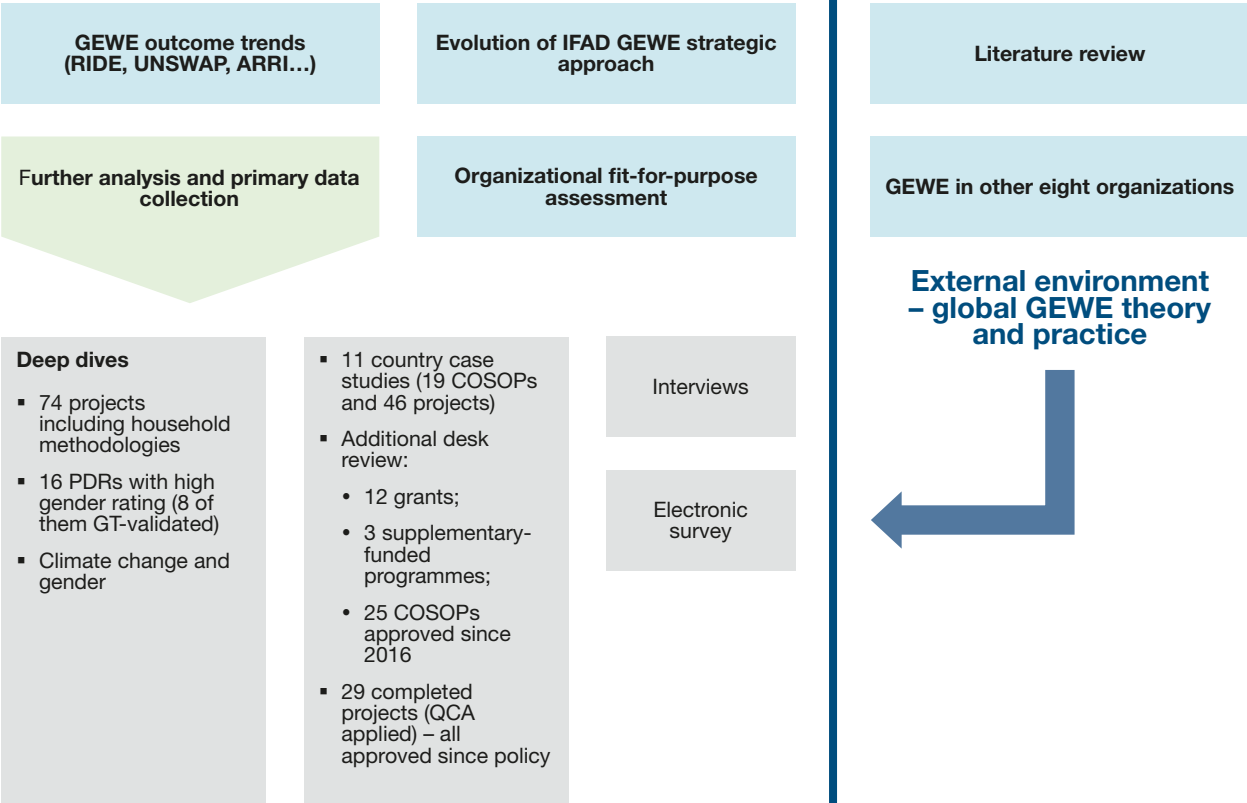 GEWE outcome trends
(RIDE, UNSWAP, ARRI…)
Evolution of IFAD GEWE strategic
approach
Literature review
Further analysis and primary data
collection
Organizational fit-for-purpose
assessment
GEWE in other eight organizations
External environment
– global GEWE theory
and practice
Deep dives
▪ 74 projects
including household
methodologies
▪ 16 PDRs with high
gender rating (8 of
them GT-validated)
▪ Climate change and
gender
▪ 11 country case
studies (19 COSOPs
and 46 projects)
▪ Additional desk
review:
• 12 grants;
• 3 supplementary-
funded
programmes;
• 25 COSOPs
approved since
2016
▪ 29 completed
projects (QCA
applied) – all
approved since policy
Interviews
Electronic
survey